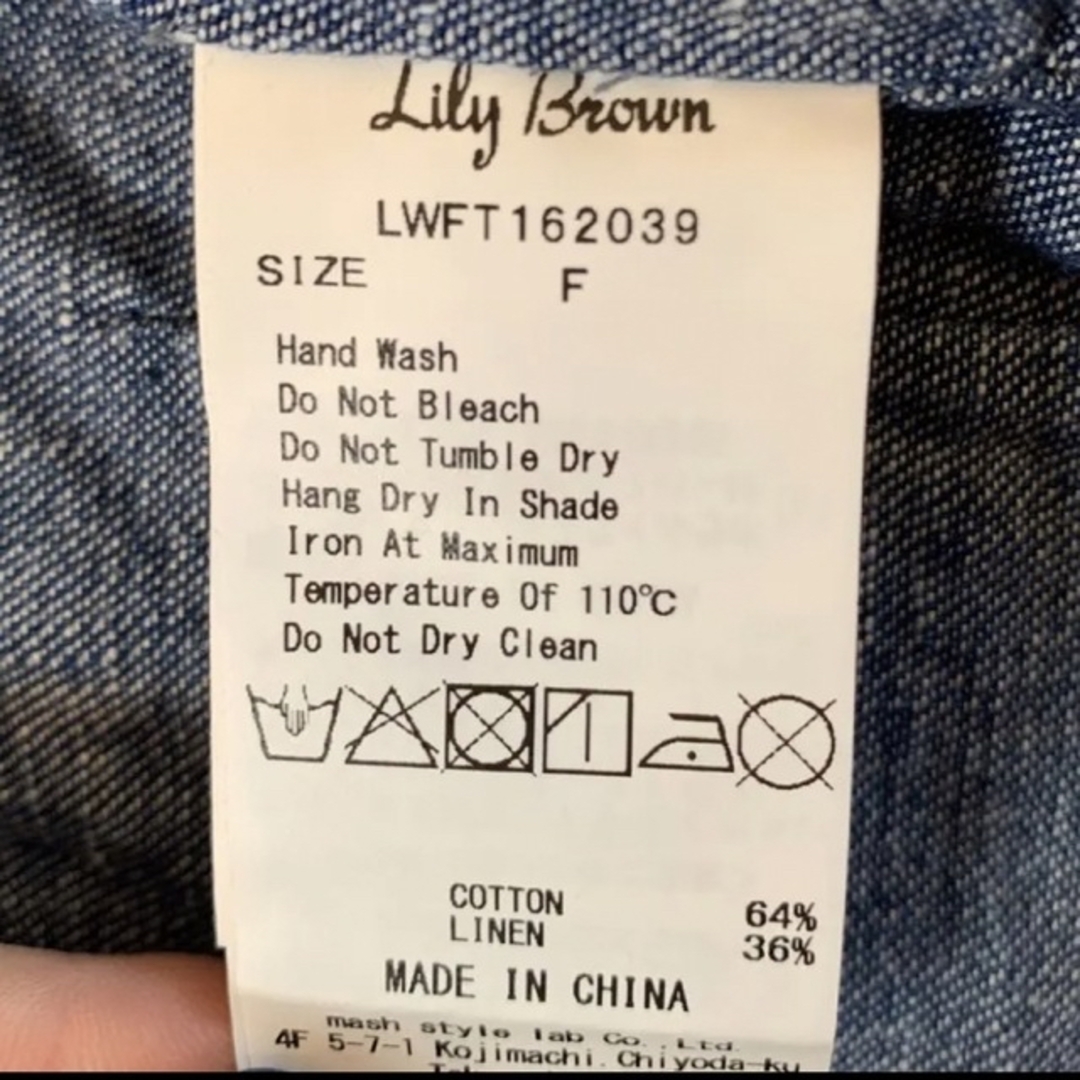 Lily Brown
LWFT162039
SIZE F
Hand Wash
Do Not Bleach
Do Not Tumble Dry
Hang Dry In Shade
Iron At Maximum
Temperature Of 110℃
Do Not Dry Clean
COTTON 64%
LINEN 36%
MADE IN CHINA
mash style lab Co.,Ltd.
4F 5-7-1 Kojimachi.Chiyoda-ku